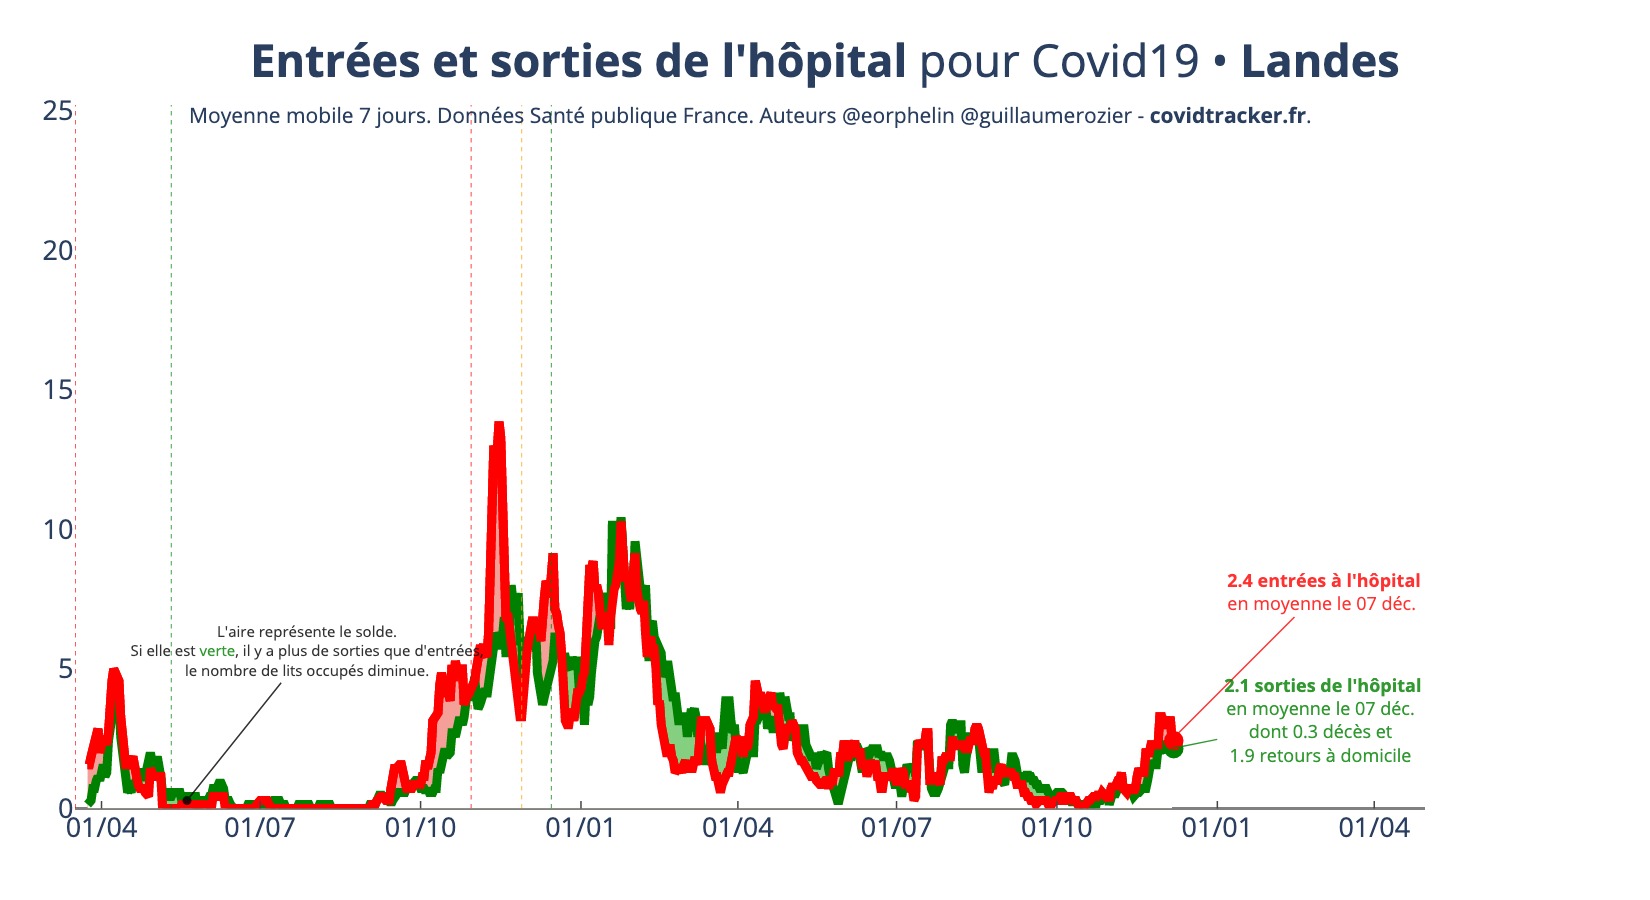 Entrées et sorties de l'hôpital pour Covid19 • Landes
Moyenne mobile 7 jours. Données Santé publique France. Auteurs @eorphelin @guillaumerozier - covidtracker.fr.
25
20
15
10
5
0
L'aire représente le solde.
Si elle est verte, il y a plus de sorties que d'entrées,
le nombre de lits occupés diminue.
2.4 entrées à l'hôpital
en moyenne le 07 déc.
2.1 sorties de l'hôpital
en moyenne le 07 déc.
dont 0.3 décès et
1.9 retours à domicile
01/04 01/07 01/10 01/01 01/04 01/07 01/10 01/01 01/04